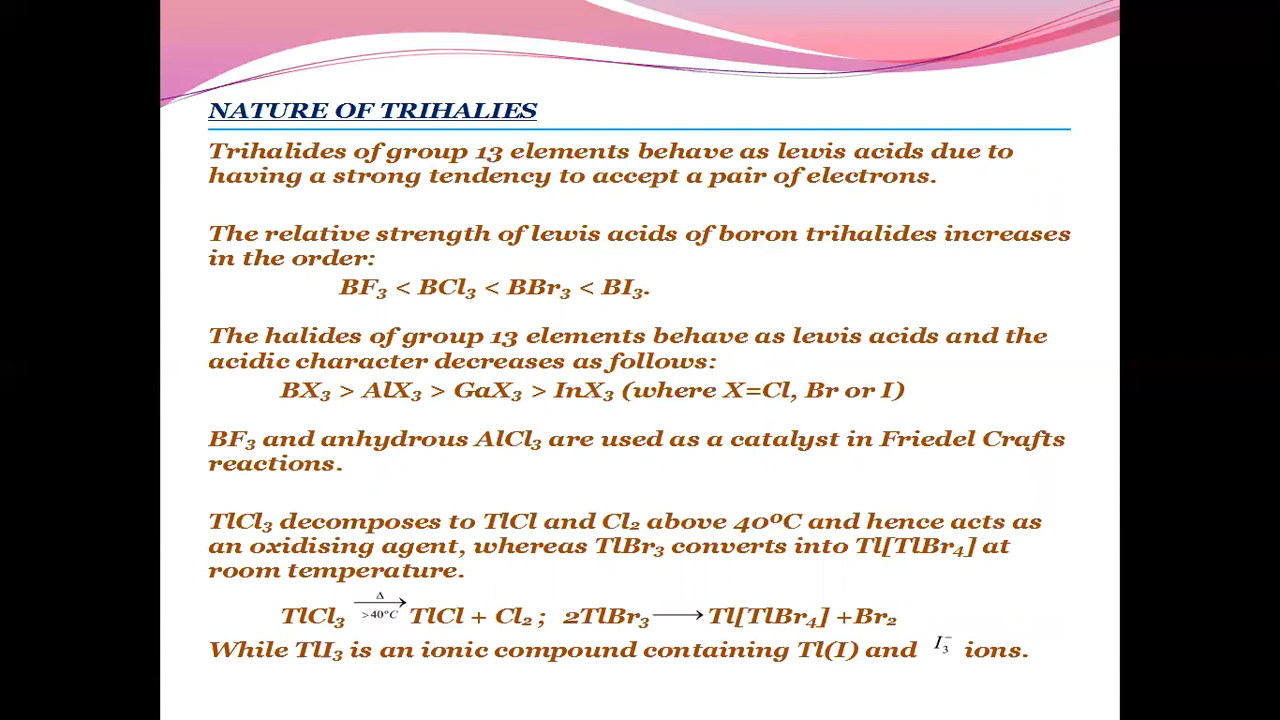 NATURE OF TRIHALIES
Trihalides of group 13 elements behave as lewis acids due to
having a strong tendency to accept a pair of electrons.
The relative strength of lewis acids of boron trihalides increases
in the order:
BF₃ < BCl₃ < BBr₃ < BI₃.
The halides of group 13 elements behave as lewis acids and the
acidic character decreases as follows:
BX₃ > AlX₃ > GaX₃ > InX₃ (where X=Cl, Br or I)
BF₃ and anhydrous AlCl₃ are used as a catalyst in Friedel Crafts
reactions.
TlCl₃ decomposes to TlCl and Cl₂ above 40ºC and hence acts as
an oxidising agent, whereas TlBr₃ converts into Tl[TlBr₄] at
room temperature.
TlCl₃ Δ⟶>40ºC TlCl + Cl₂ ; 2TlBr₃ ⟶ Tl[TlBr₄] +Br₂
While TlI₃ is an ionic compound containing Tl(I) and I₃⁻ ions.